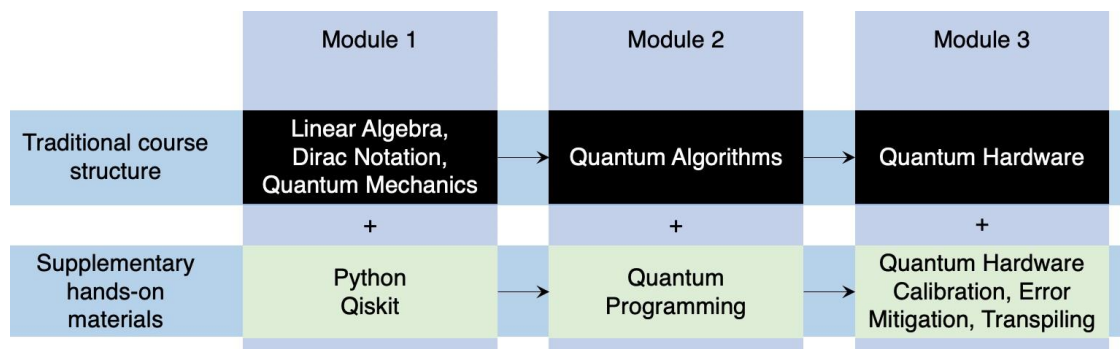 Module 1
Module 2
Module 3
Traditional course
structure
Linear Algebra,
Dirac Notation,
Quantum Mechanics
Quantum Algorithms
Quantum Hardware
+
+
+
Supplementary
hands-on
materials
Python
Qiskit
Quantum
Programming
Quantum Hardware
Calibration, Error
Mitigation, Transpiling